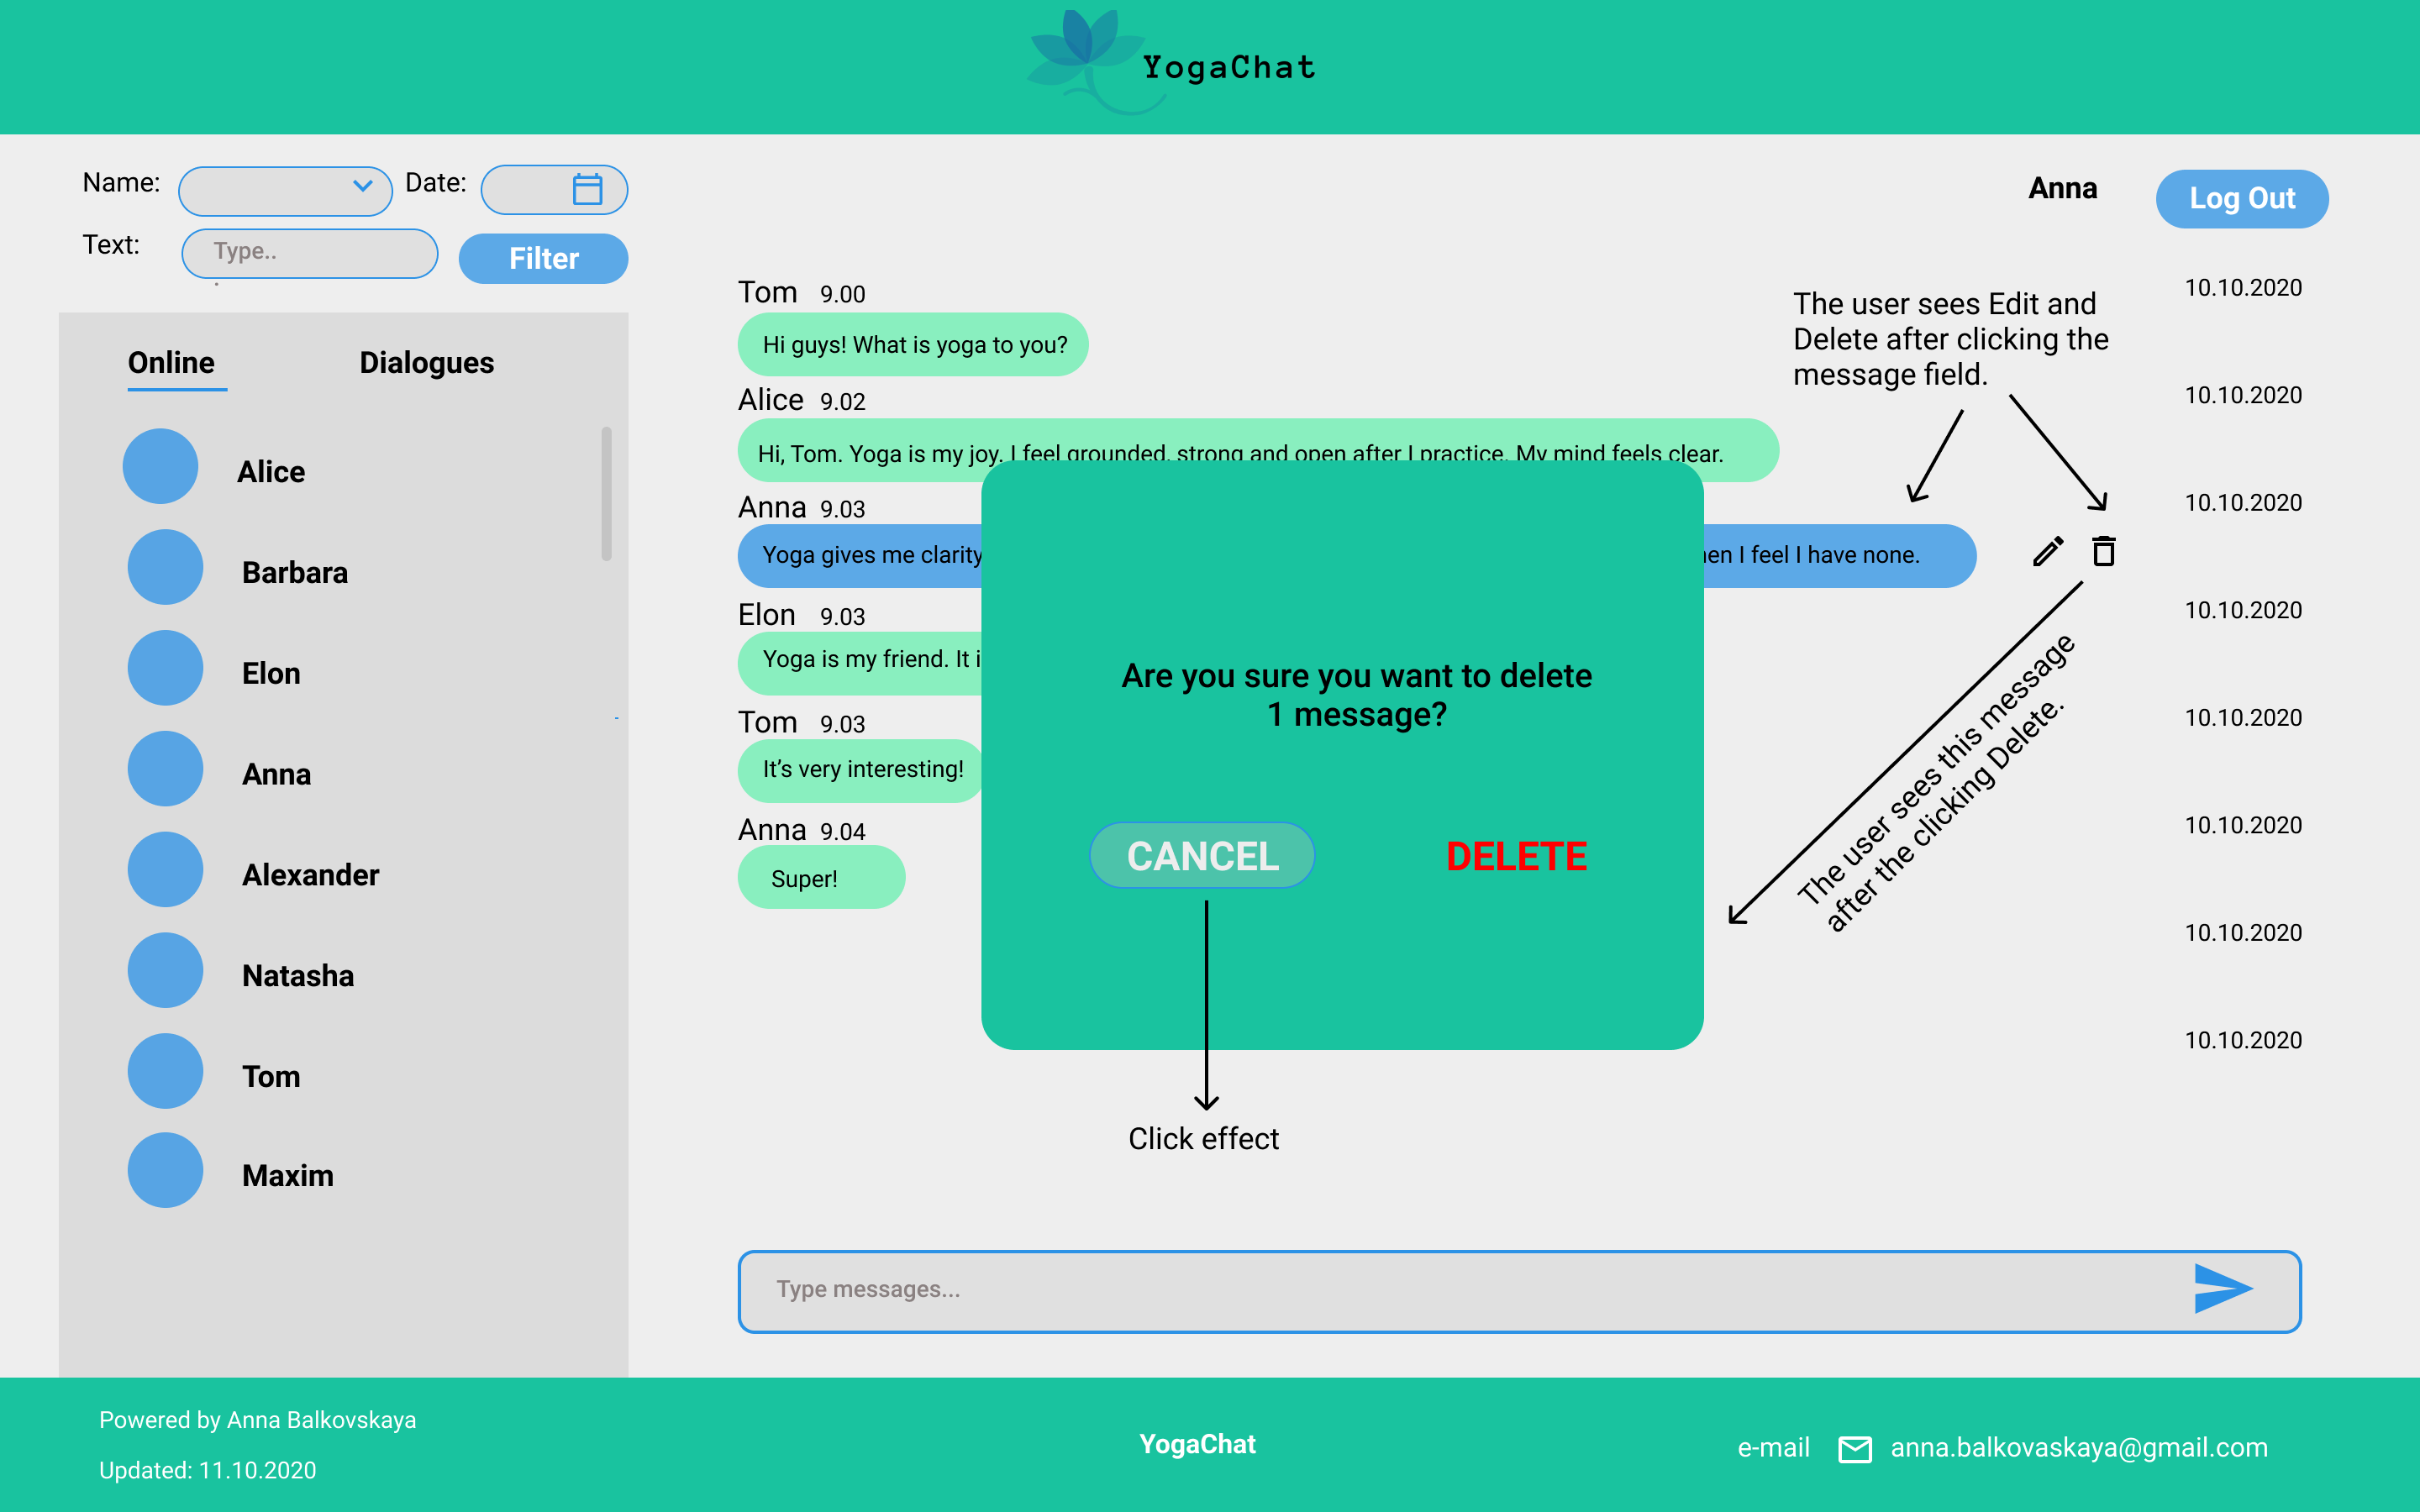 YogaChat
Name:
Date:
Text:
Type..
.
Filter
Anna
Log Out
Online
Dialogues
Alice
Barbara
Elon
Anna
Alexander
Natasha
Tom
Maxim
Tom 9.00
10.10.2020
Hi guys! What is yoga to you?
Alice 9.02
10.10.2020
Hi, Tom. Yoga is my joy. I feel grounded, strong and open after I practice. My mind feels clear.
Anna 9.03
10.10.2020
Yoga gives me clarity
I feel I have none.
Elon 9.03
10.10.2020
Yoga is my friend. It
Tom 9.03
10.10.2020
It's very interesting!
Anna 9.04
10.10.2020
Super!
10.10.2020
10.10.2020
The user sees Edit and
Delete after clicking the
message field.
The user sees this message
after the clicking Delete.
Are you sure you want to delete
1 message?
CANCEL
DELETE
Click effect
Type messages...
Powered by Anna Balkovskaya
Updated: 11.10.2020
YogaChat
e-mail anna.balkovaskaya@gmail.com